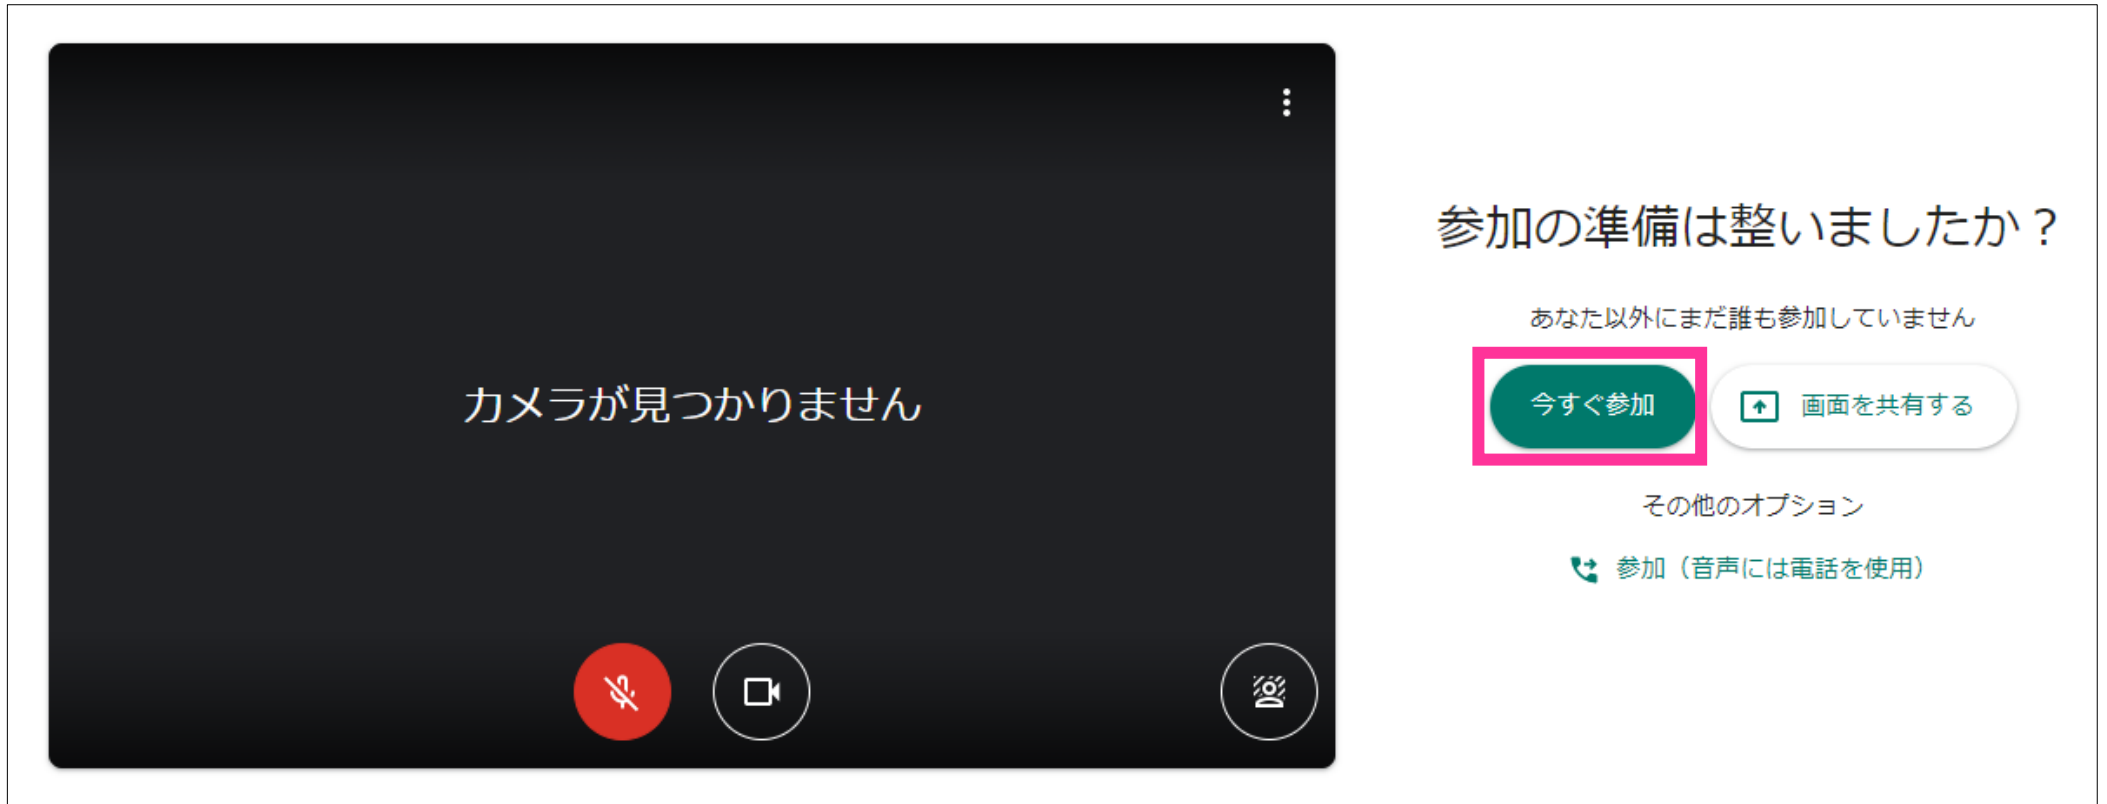 カメラが見つかりません
参加の準備は整いましたか？
あなた以外にまだ誰も参加していません
今すぐ参加
画面を共有する
その他のオプション
参加（音声には電話を使用）